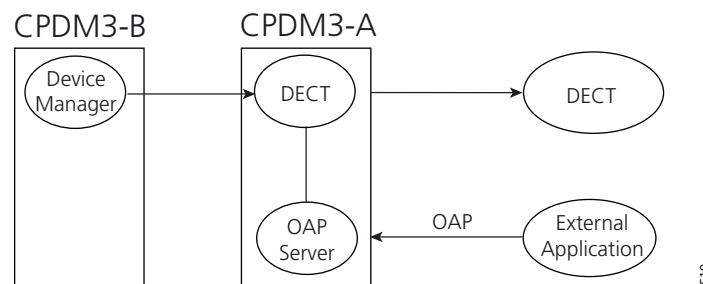 CPDM3-B
CPDM3-A
Device
Manager
DECT
DECT
OAP
Server
OAP
External
Application